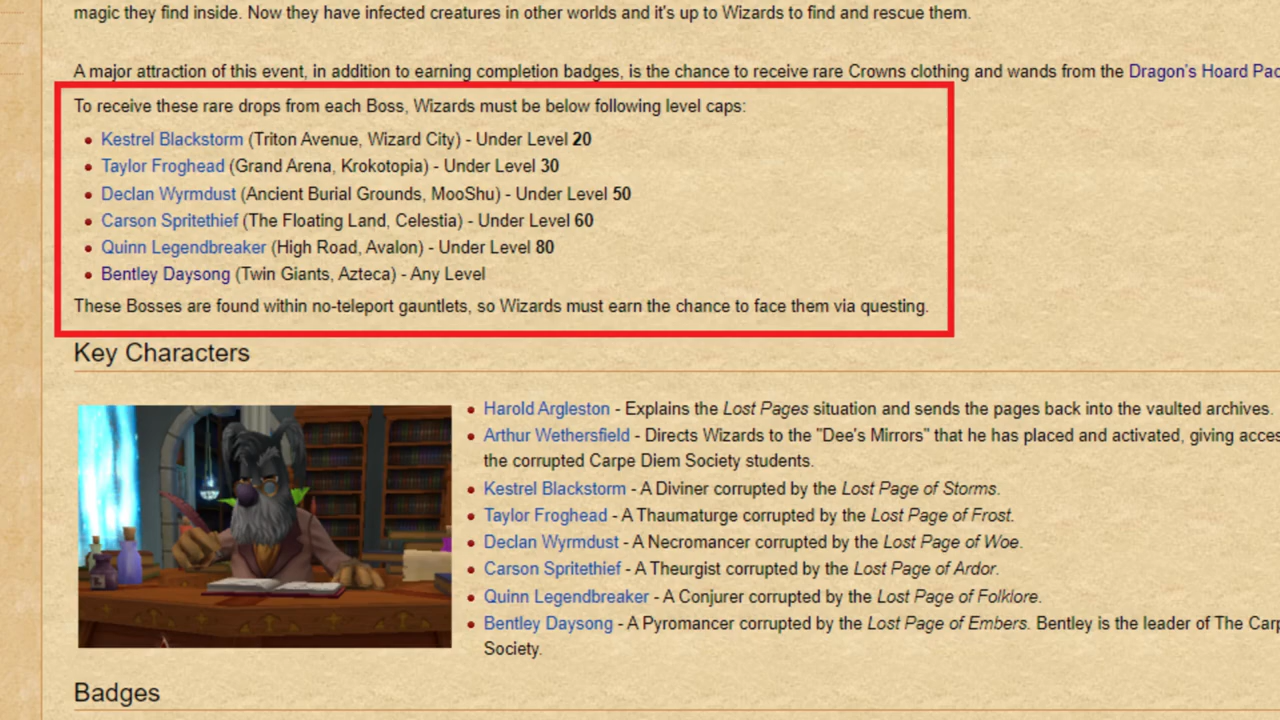 magic they find inside. Now they have infected creatures in other worlds and it's up to Wizards to find and rescue them.
A major attraction of this event, in addition to earning completion badges, is the chance to receive rare Crowns clothing and wands from the Dragon's Hoard
To receive these rare drops from each Boss, Wizards must be below following level caps:
• Kestrel Blackstorm (Triton Avenue, Wizard City) - Under Level 20
• Taylor Froghead (Grand Arena, Krokotopia) - Under Level 30
• Declan Wyrmdust (Ancient Burial Grounds, MooShu) - Under Level 50
• Carson Spritethief (The Floating Land, Celestia) - Under Level 60
• Quinn Legendbreaker (High Road, Avalon) - Under Level 80
• Bentley Daysong (Twin Giants, Azteca) - Any Level
These Bosses are found within no-teleport gauntlets, so Wizards must earn the chance to face them via questing.
Key Characters
• Harold Argleston - Explains the Lost Pages situation and sends the pages back into the vaulted archives.
• Arthur Wethersfield - Directs Wizards to the "Dee's Mirrors" that he has placed and activated, giving
the corrupted Carpe Diem Society students.
• Kestrel Blackstorm - A Diviner corrupted by the Lost Page of Storms.
• Taylor Froghead - A Thaumaturge corrupted by the Lost Page of Frost.
• Declan Wyrmdust - A Necromancer corrupted by the Lost Page of Woe.
• Carson Spritethief - A Theurgist corrupted by the Lost Page of Ardor.
• Quinn Legendbreaker - A Conjurer corrupted by the Lost Page of Folklore.
• Bentley Daysong - A Pyromancer corrupted by the Lost Page of Embers. Bentley is the leader of The
Society.
Badges